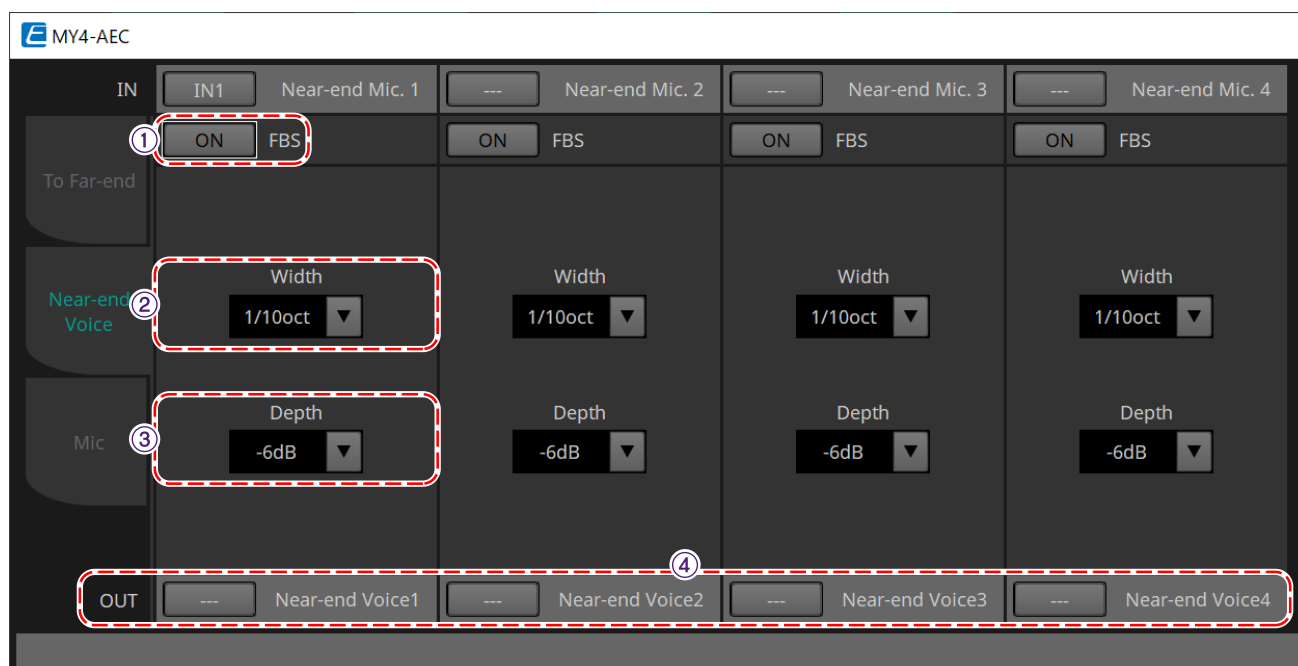 MY4-AEC
IN IN1 Near-end Mic. 1 --- Near-end Mic. 2 --- Near-end Mic. 3 --- Near-end Mic. 4
① ON FBS ON FBS ON FBS ON FBS
To Far-end
Width Width Width Width
Near-end
Voice
② 1/10oct ▼ 1/10oct ▼ 1/10oct ▼ 1/10oct ▼
Depth Depth Depth Depth
Mic ③ -6dB ▼ -6dB ▼ -6dB ▼ -6dB ▼
④
OUT --- Near-end Voice1 --- Near-end Voice2 --- Near-end Voice3 --- Near-end Voice4